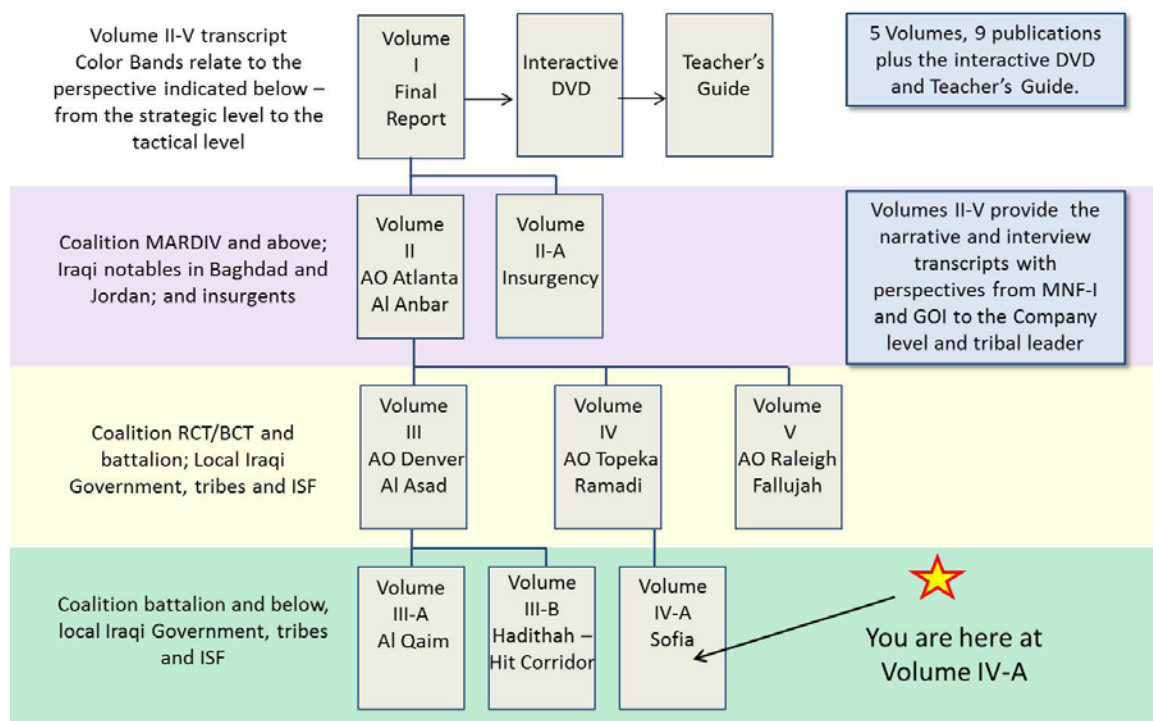 Volume II-V transcript
Color Bands relate to the
perspective indicated below –
from the strategic level to the
tactical level
Volume
I
Final
Report
Interactive
DVD
Teacher's
Guide
5 Volumes, 9 publications
plus the interactive DVD
and Teacher's Guide.
Coalition MARDIV and above;
Iraqi notables in Baghdad and
Jordan; and insurgents
Volume
II
AO Atlanta
Al Anbar
Volume
II-A
Insurgency
Volumes II-V provide the
narrative and interview
transcripts with
perspectives from MNF-I
and GOI to the Company
level and tribal leader
Coalition RCT/BCT and
battalion; Local Iraqi
Government, tribes and ISF
Volume
III
AO Denver
Al Asad
Volume
IV
AO Topeka
Ramadi
Volume
V
AO Raleigh
Fallujah
Coalition battalion and below,
local Iraqi Government, tribes
and ISF
Volume
III-A
Al Qaim
Volume
III-B
Hadithah –
Hit Corridor
Volume
IV-A
Sofia
You are here at
Volume IV-A